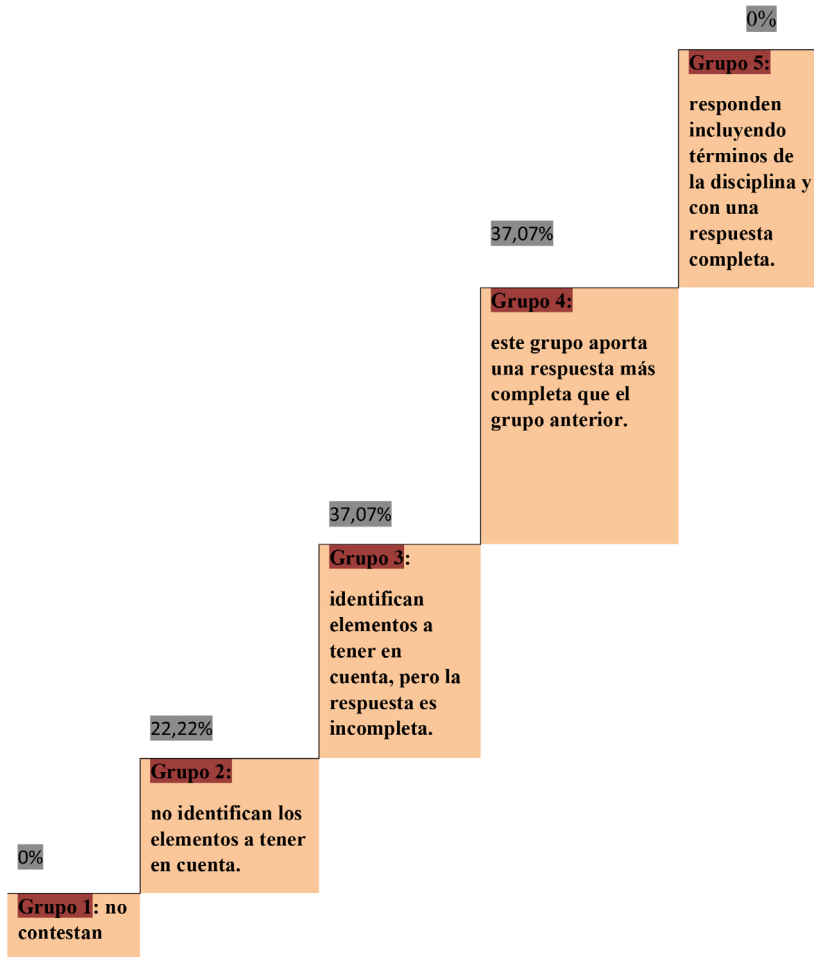 0%
Grupo 5:
responden
incluyendo
términos de
la disciplina y
con una
respuesta
completa.
37,07%
Grupo 4:
este grupo aporta
una respuesta más
completa que el
grupo anterior.
37,07%
Grupo 3:
identifican
elementos a
tener en
cuenta, pero la
respuesta es
incompleta.
22,22%
Grupo 2:
no identifican los
elementos a tener
en cuenta.
0%
Grupo 1: no
contestan